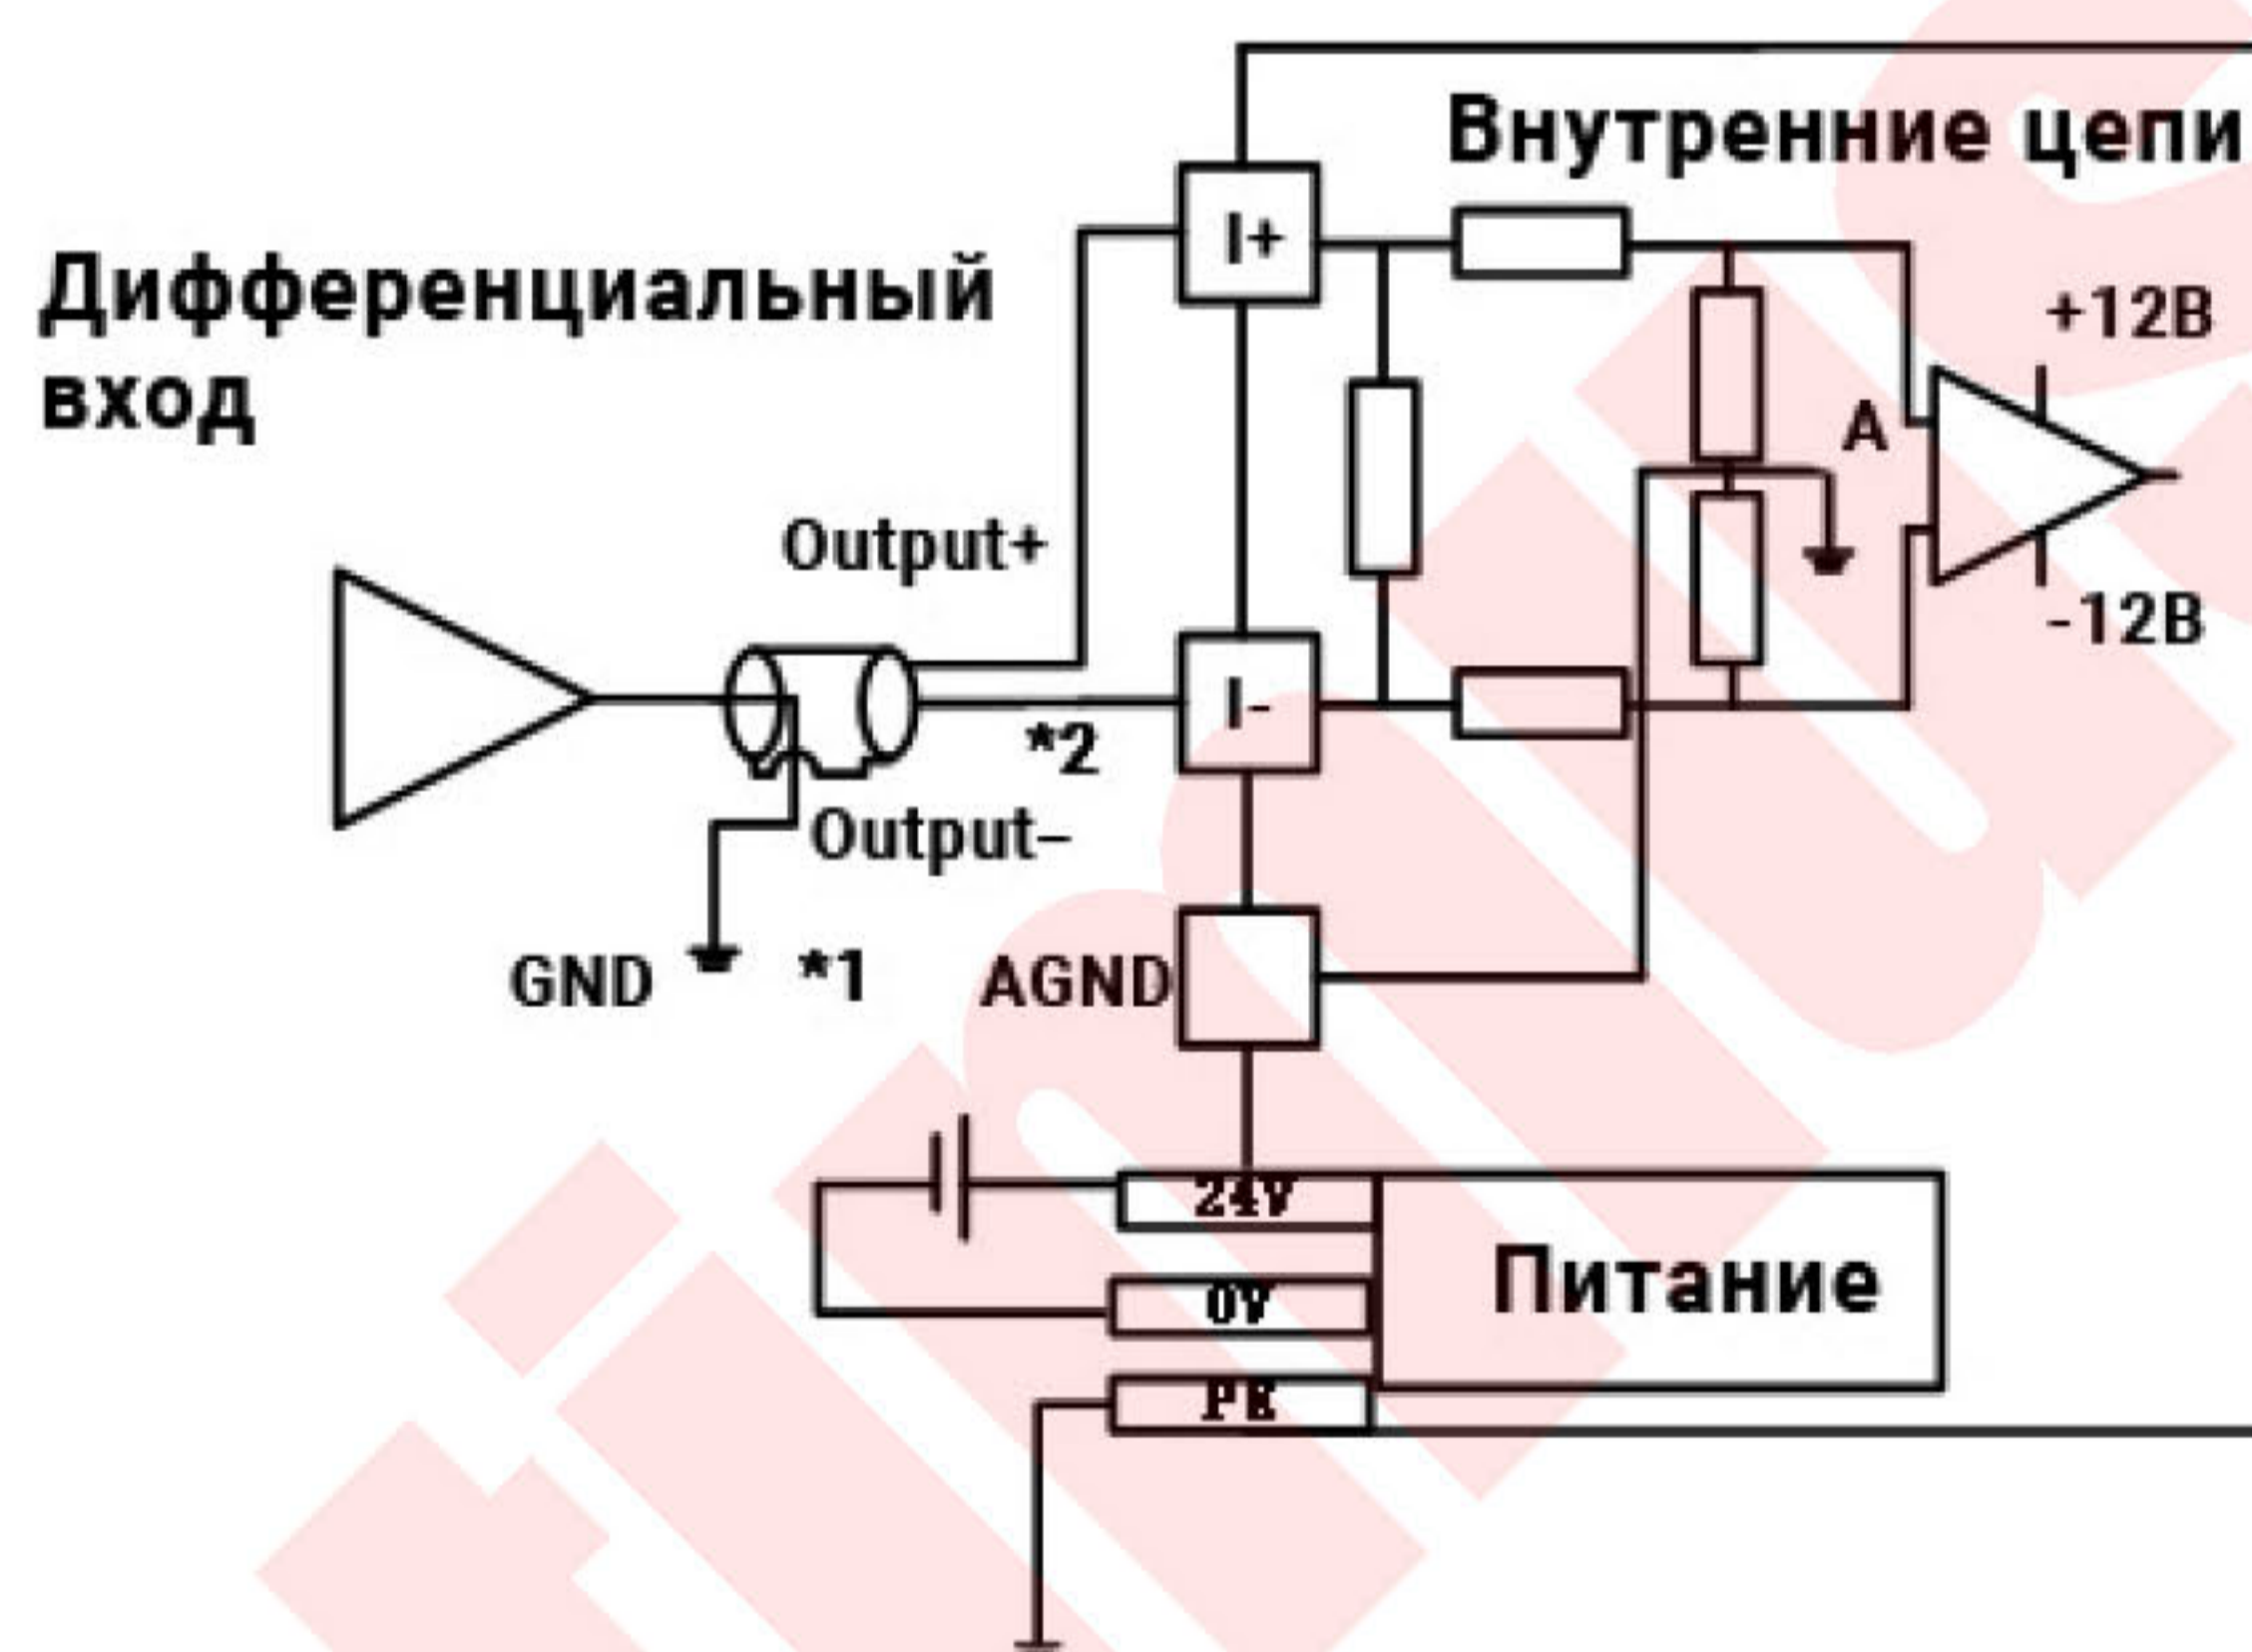 Внутренние цепи
I+
Дифференциальный
вход
+12В
A
Output+
-12В
I-
*2
Output–
GND
*1
AGND
24V
0V
Питание
PE